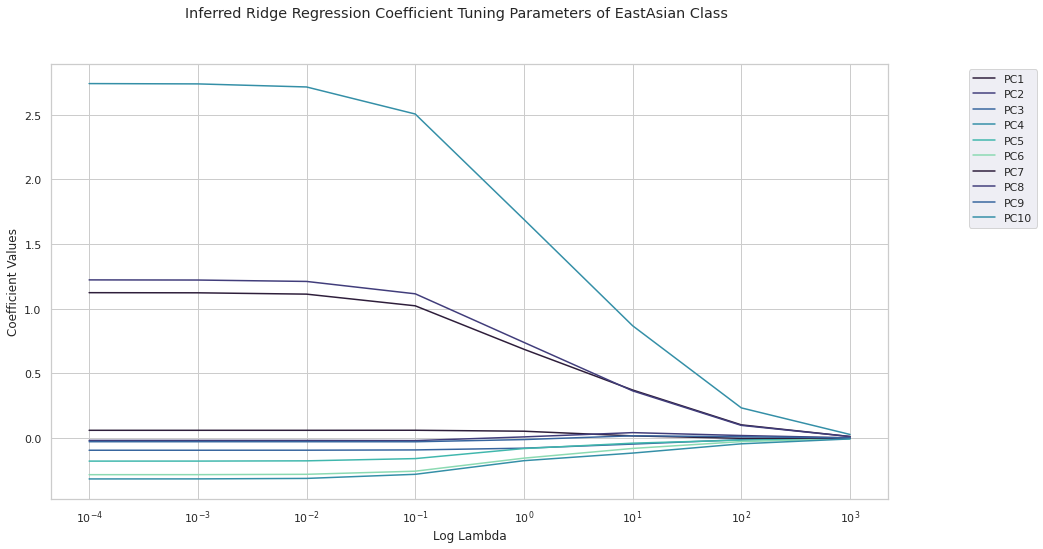 Inferred Ridge Regression Coefficient Tuning Parameters of EastAsian Class
PC1
PC2
PC3
PC4
PC5
PC6
PC7
PC8
PC9
PC10
Coefficient Values
2.5
2.0
1.5
1.0
0.5
0.0
10⁻⁴ 10⁻³ 10⁻² 10⁻¹ 10⁰ 10¹ 10² 10³
Log Lambda